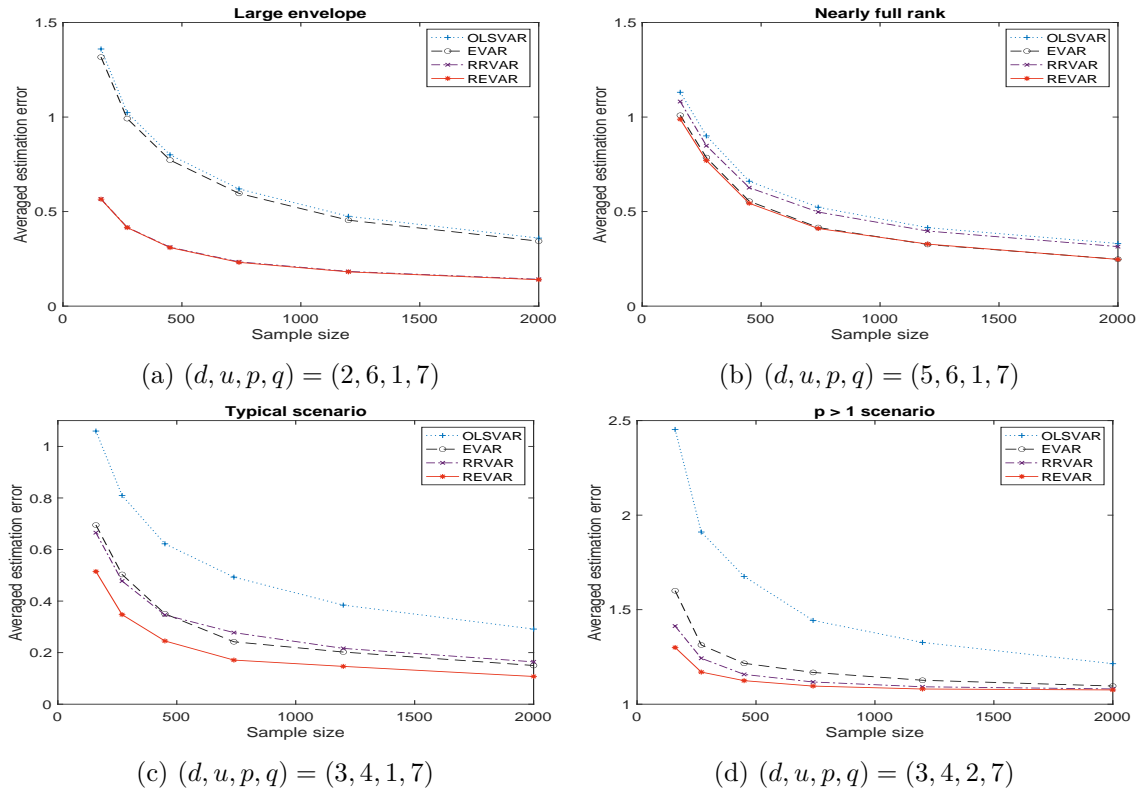 Large envelope
OLSVAR
EVAR
RRVAR
REVAR
Averaged estimation error
1.5
1
0.5
0
0 500 1000 1500 2000
Sample size
(a) (d, u, p, q) = (2, 6, 1, 7)
Nearly full rank
OLSVAR
EVAR
RRVAR
REVAR
Averaged estimation error
1.5
1
0.5
0
0 500 1000 1500 2000
Sample size
(b) (d, u, p, q) = (5, 6, 1, 7)
Typical scenario
OLSVAR
EVAR
RRVAR
REVAR
Averaged estimation error
1
0.8
0.6
0.4
0.2
0
0 500 1000 1500 2000
Sample size
(c) (d, u, p, q) = (3, 4, 1, 7)
p > 1 scenario
OLSVAR
EVAR
RRVAR
REVAR
Averaged estimation error
2.5
2
1.5
1
0 500 1000 1500 2000
Sample size
(d) (d, u, p, q) = (3, 4, 2, 7)